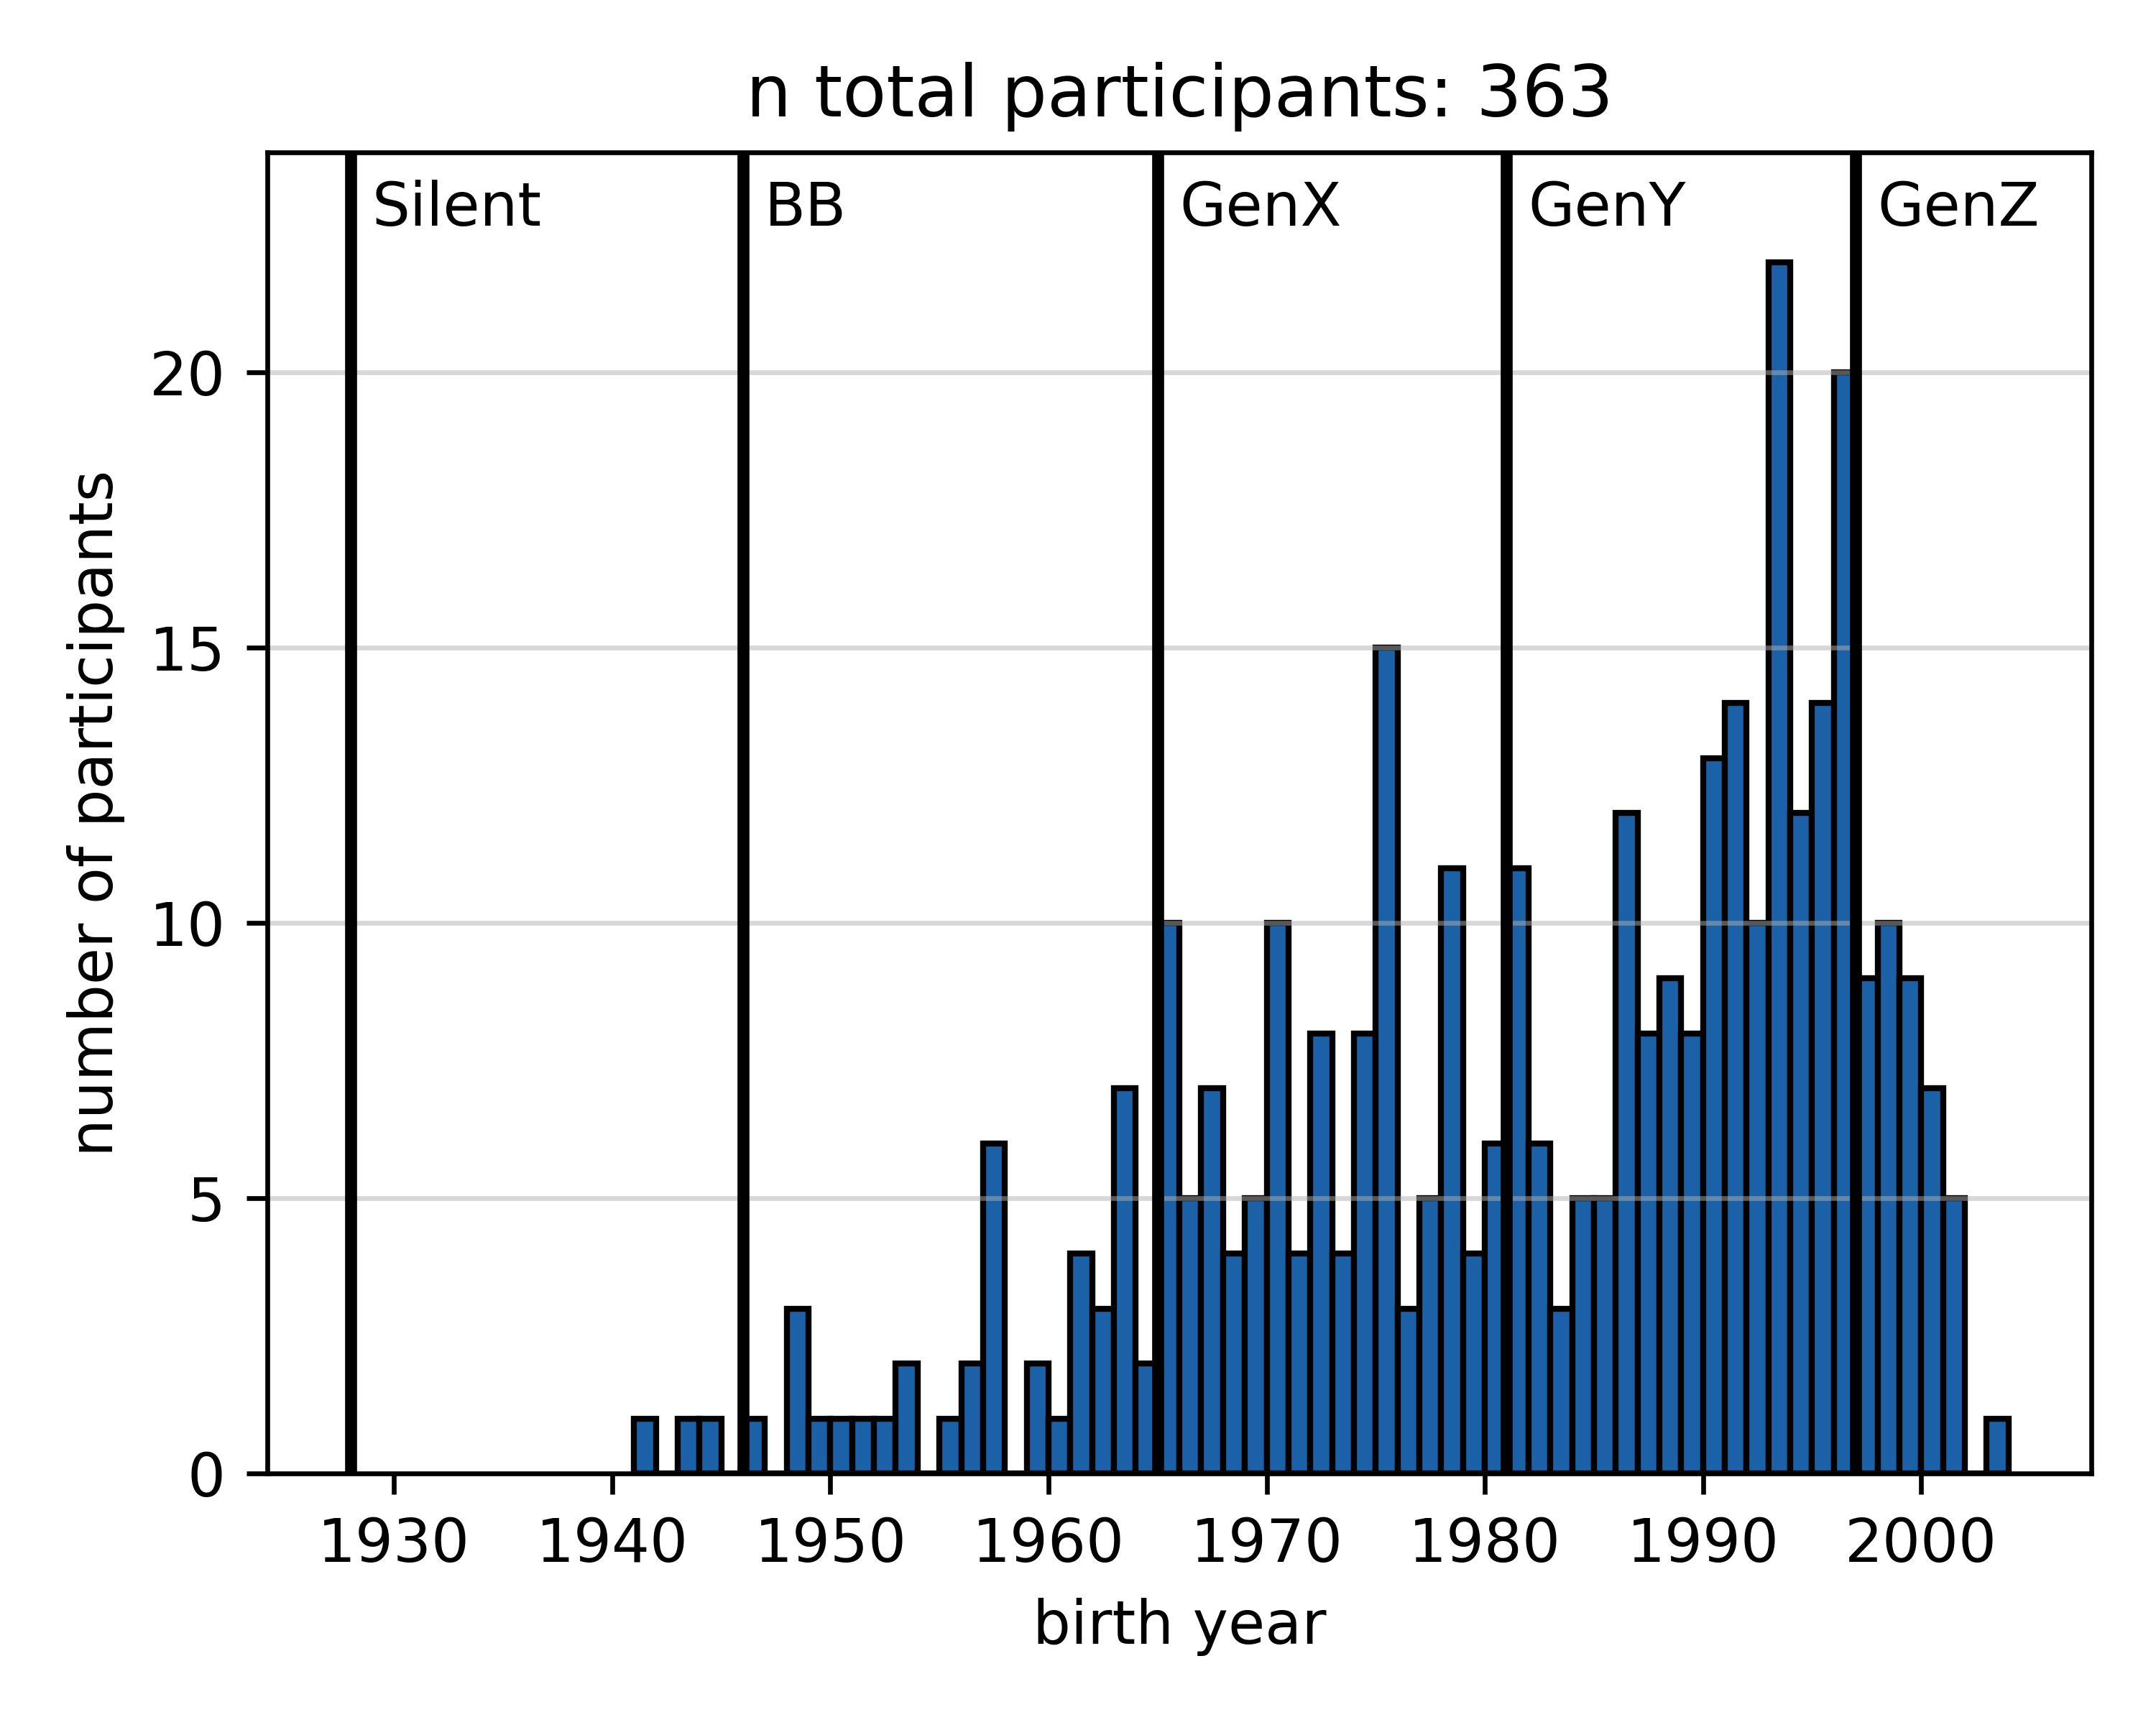 n total participants: 363
Silent
BB
GenX
GenY
GenZ
number of participants
20
15
10
5
0
1930
1940
1950
1960
1970
1980
1990
2000
birth year